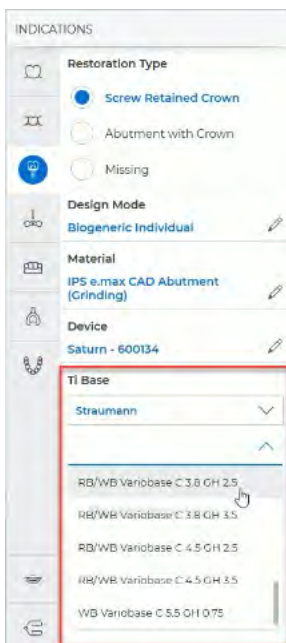 INDICATIONS
Restoration Type
Screw Retained Crown
Abutment with Crown
Missing
Design Mode
Biogeneric Individual
Material
IPS e.max CAD Abutment
(Grinding)
Device
Saturn - 600134
Ti Base
Straumann
RB/WB Variobase C 3.8 GH 2.5
RB/WB Variobase C 3.8 GH 3.5
RB/WB Variobase C 4.5 GH 2.5
RB/WB Variobase C 4.5 GH 3.5
WB Variobase C 5.5 GH 0.75